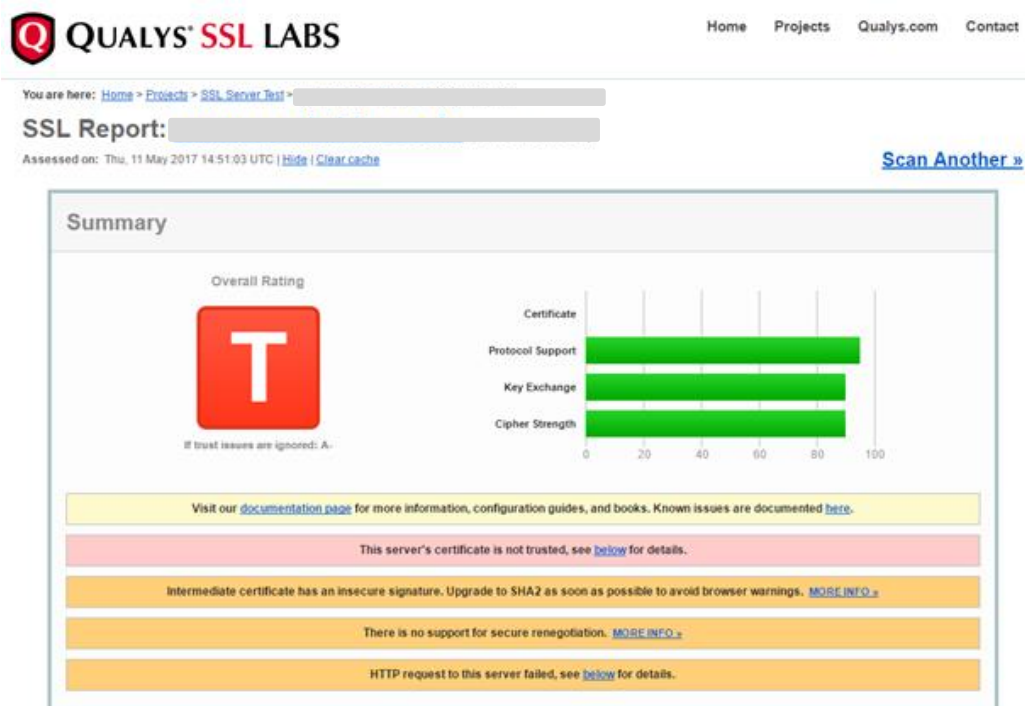 Q QUALYS® SSL LABS
Home Projects Qualys.com Contact
You are here: Home > Projects > SSL Server Test >
SSL Report:
Assessed on: Thu, 11 May 2017 14:51:03 UTC | Hide | Clear cache
Scan Another »
Summary
Overall Rating
T
If trust issues are ignored: A-
Certificate
Protocol Support
Key Exchange
Cipher Strength
0 20 40 60 80 100
Visit our documentation page for more information, configuration guides, and books. Known issues are documented here.
This server's certificate is not trusted, see below for details.
Intermediate certificate has an insecure signature. Upgrade to SHA2 as soon as possible to avoid browser warnings. MORE INFO »
There is no support for secure renegotiation. MORE INFO »
HTTP request to this server failed, see below for details.